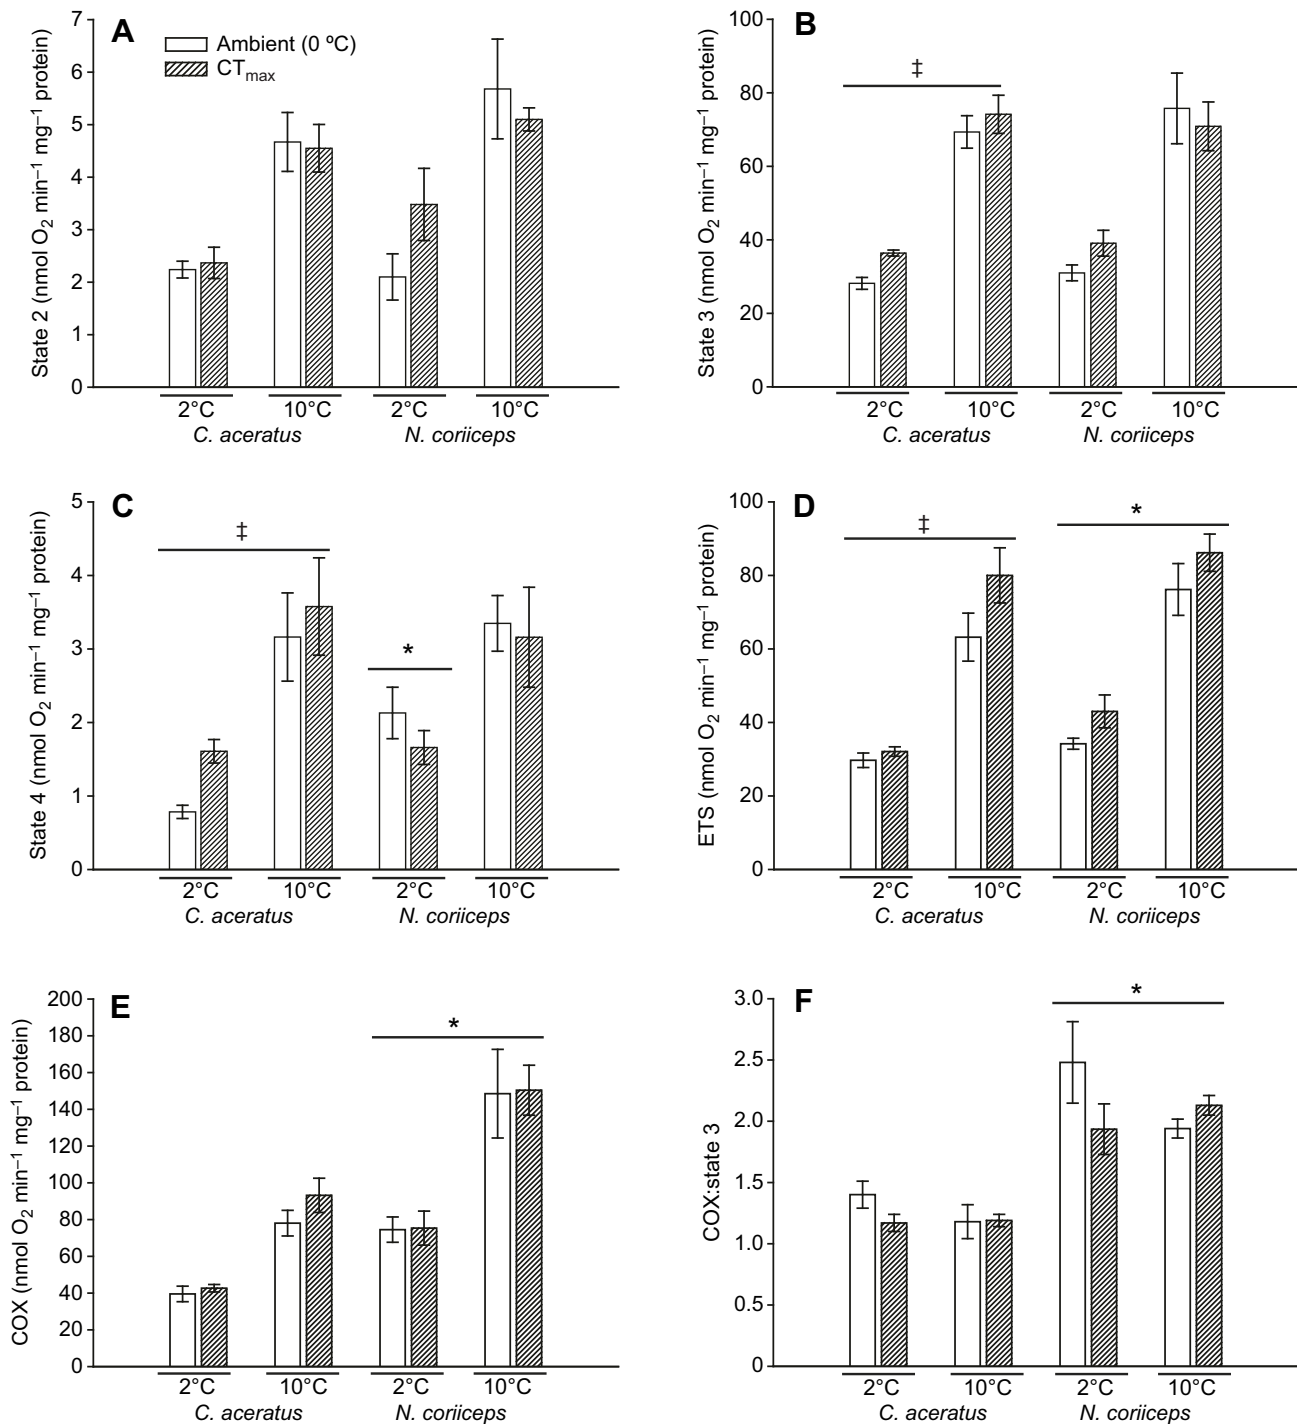 A
Ambient (0 ºC)
CTmax
State 2 (nmol O2 min–1 mg–1 protein)
7
6
5
4
3
2
1
0
2°C 10°C 2°C 10°C
C. aceratus N. coriiceps
B
‡
State 3 (nmol O2 min–1 mg–1 protein)
100
80
60
40
20
0
2°C 10°C 2°C 10°C
C. aceratus N. coriiceps
C
‡
*
State 4 (nmol O2 min–1 mg–1 protein)
5
4
3
2
1
0
2°C 10°C 2°C 10°C
C. aceratus N. coriiceps
D
‡
*
ETS (nmol O2 min–1 mg–1 protein)
100
80
60
40
20
0
2°C 10°C 2°C 10°C
C. aceratus N. coriiceps
E
*
COX (nmol O2 min–1 mg–1 protein)
200
180
160
140
120
100
80
60
40
20
0
2°C 10°C 2°C 10°C
C. aceratus N. coriiceps
F
*
COX:state 3
3.0
2.5
2.0
1.5
1.0
0.5
0
2°C 10°C 2°C 10°C
C. aceratus N. coriiceps